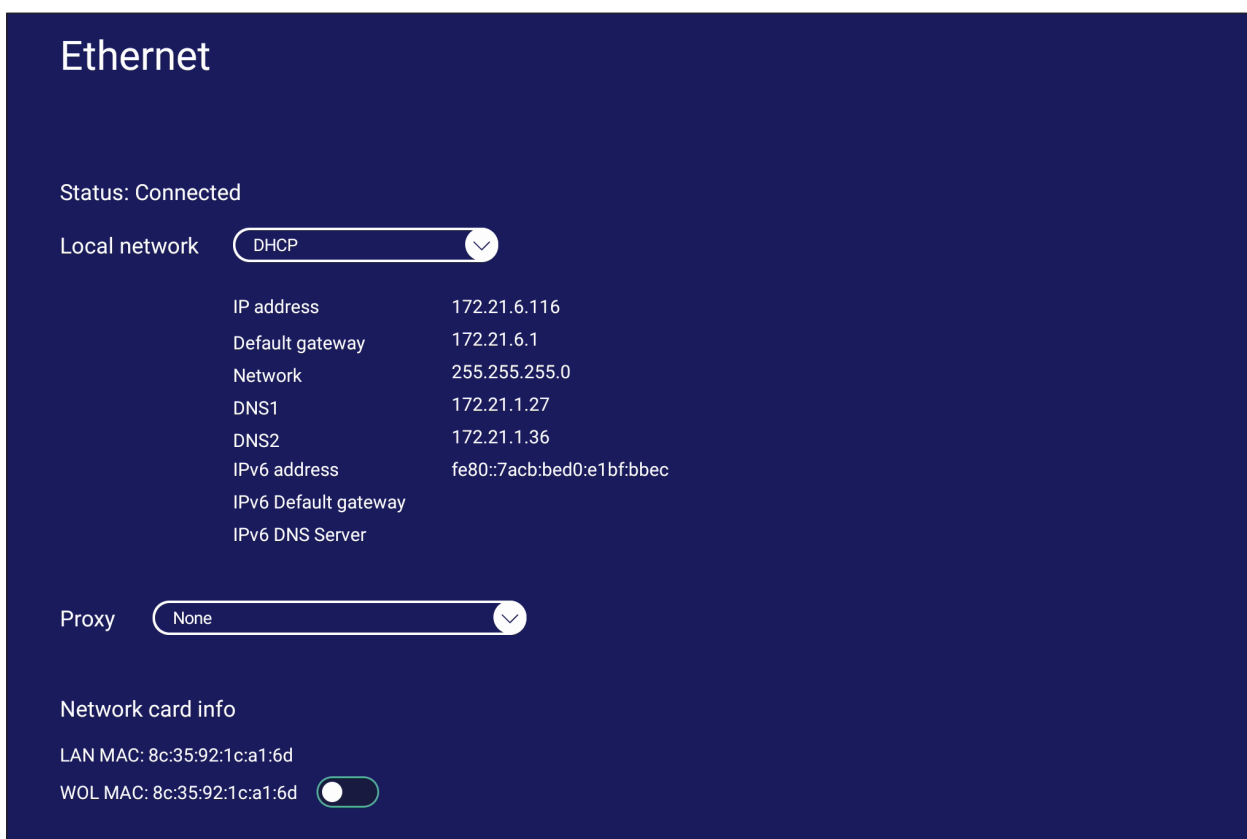 Ethernet
Status: Connected
Local network DHCP
IP address 172.21.6.116
Default gateway 172.21.6.1
Network 255.255.255.0
DNS1 172.21.1.27
DNS2 172.21.1.36
IPv6 address fe80::7acb:bed0:e1bf:bbec
IPv6 Default gateway
IPv6 DNS Server
Proxy None
Network card info
LAN MAC: 8c:35:92:1c:a1:6d
WOL MAC: 8c:35:92:1c:a1:6d